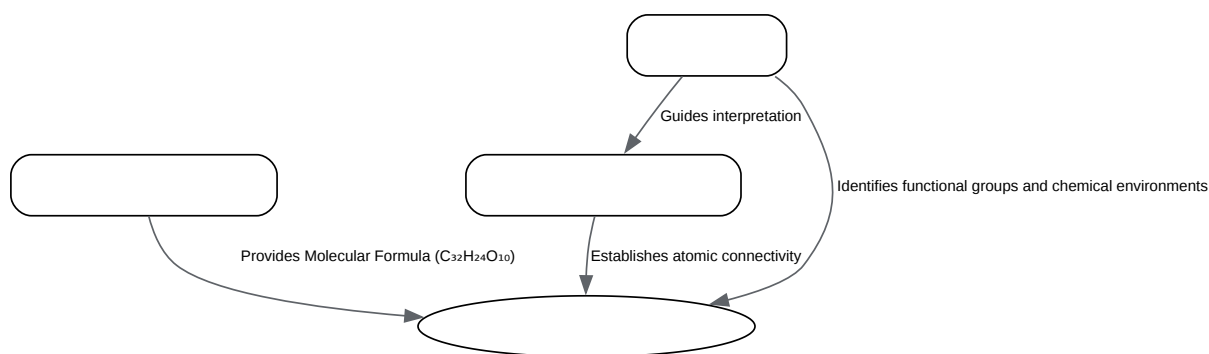 Guides interpretation
Identifies functional groups and chemical environments
Provides Molecular Formula (C₃₂H₂₄O₁₀)
Establishes atomic connectivity